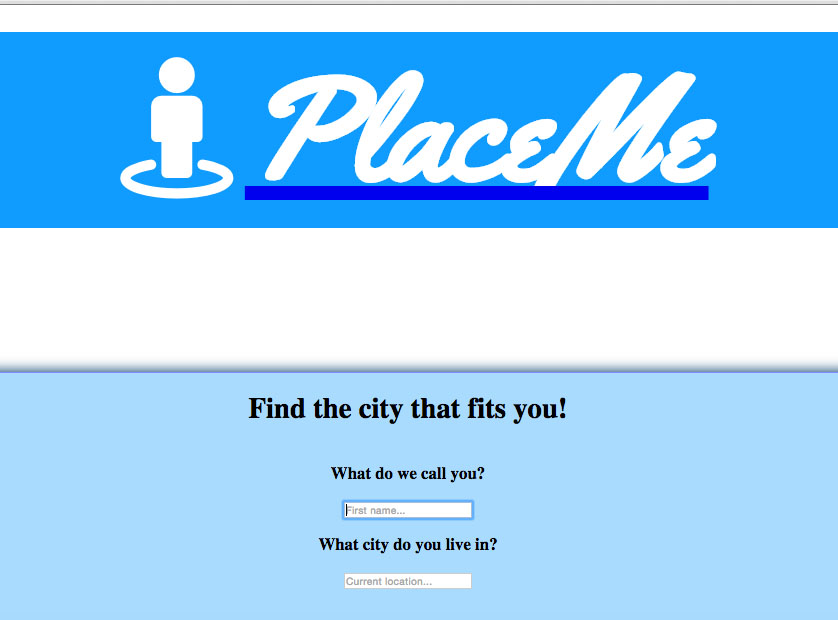 PlaceMe
Find the city that fits you!
What do we call you?
First name...
What city do you live in?
Current location...